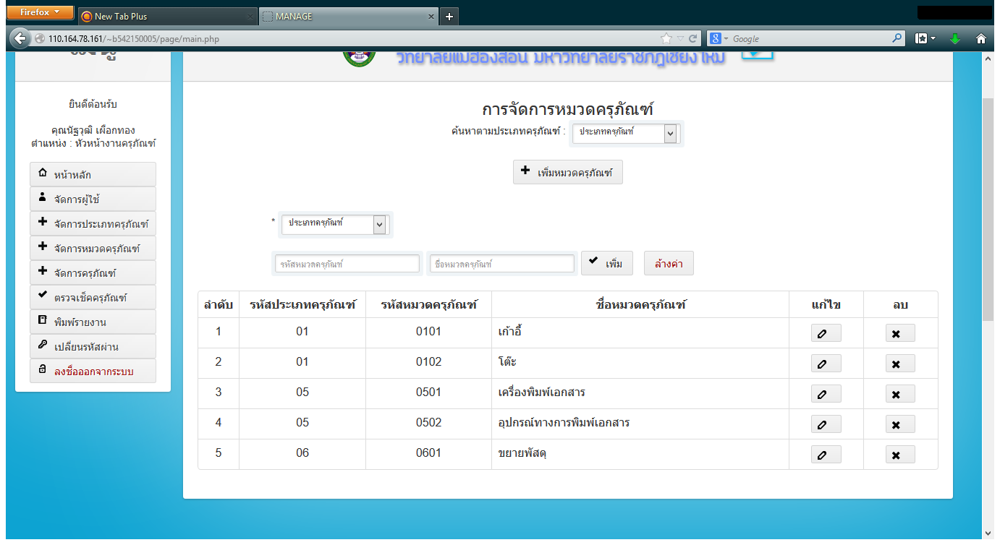 Firefox
New Tab Plus
MANAGE
110.164.78.161/~b542150005/page/main.php
Google
วิทยาลัยแม่ฮ่องสอน มหาวิทยาลัยราชภัฏเชียงใหม่
ยินดีต้อนรับ
คุณนัฐวุฒิ เผือกทอง
ตำแหน่ง : หัวหน้างานครุภัณฑ์
หน้าหลัก
จัดการผู้ใช้
จัดการประเภทครุภัณฑ์
จัดการหมวดครุภัณฑ์
จัดการครุภัณฑ์
ตรวจเช็คครุภัณฑ์
พิมพ์รายงาน
เปลี่ยนรหัสผ่าน
ลงชื่อออกจากระบบ
การจัดการหมวดครุภัณฑ์
ค้นหาตามประเภทครุภัณฑ์ : ประเภทครุภัณฑ์
เพิ่มหมวดครุภัณฑ์
* ประเภทครุภัณฑ์
รหัสหมวดครุภัณฑ์ ชื่อหมวดครุภัณฑ์ เพิ่ม ล้างค่า
ลำดับ รหัสประเภทครุภัณฑ์ รหัสหมวดครุภัณฑ์ ชื่อหมวดครุภัณฑ์ แก้ไข ลบ
1 01 0101 เก้าอี้
2 01 0102 โต๊ะ
3 05 0501 เครื่องพิมพ์เอกสาร
4 05 0502 อุปกรณ์ทางการพิมพ์เอกสาร
5 06 0601 ขยายพัสดุ